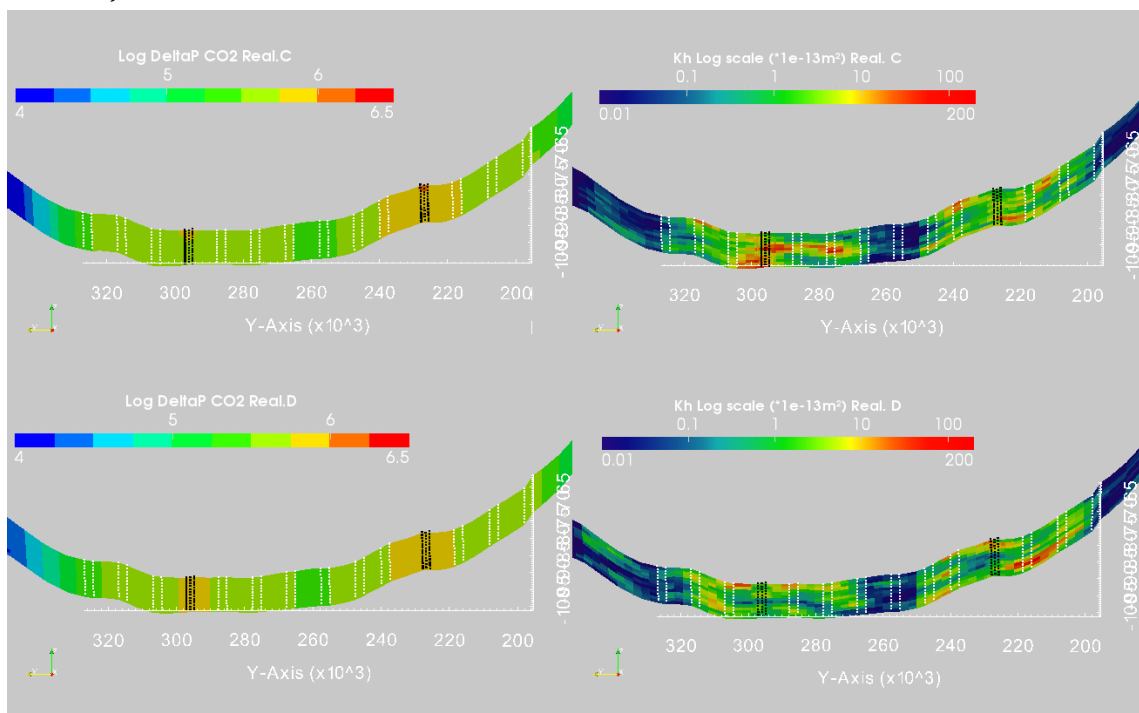 Log DeltaP CO2 Real.C
5 6
4 6.5
320 300 280 260 240 220 200
Y-Axis (x10^3)
Kh Log scale (*1e-13m²) Real. C
0.1 1 10 100
0.01 200
320 300 280 260 240 220 200
Y-Axis (x10^3)
Log DeltaP CO2 Real.D
5 6
4 6.5
320 300 280 260 240 220 200
Y-Axis (x10^3)
Kh Log scale (*1e-13m²) Real. D
0.1 1 10 100
0.01 200
320 300 280 260 240 220 200
Y-Axis (x10^3)